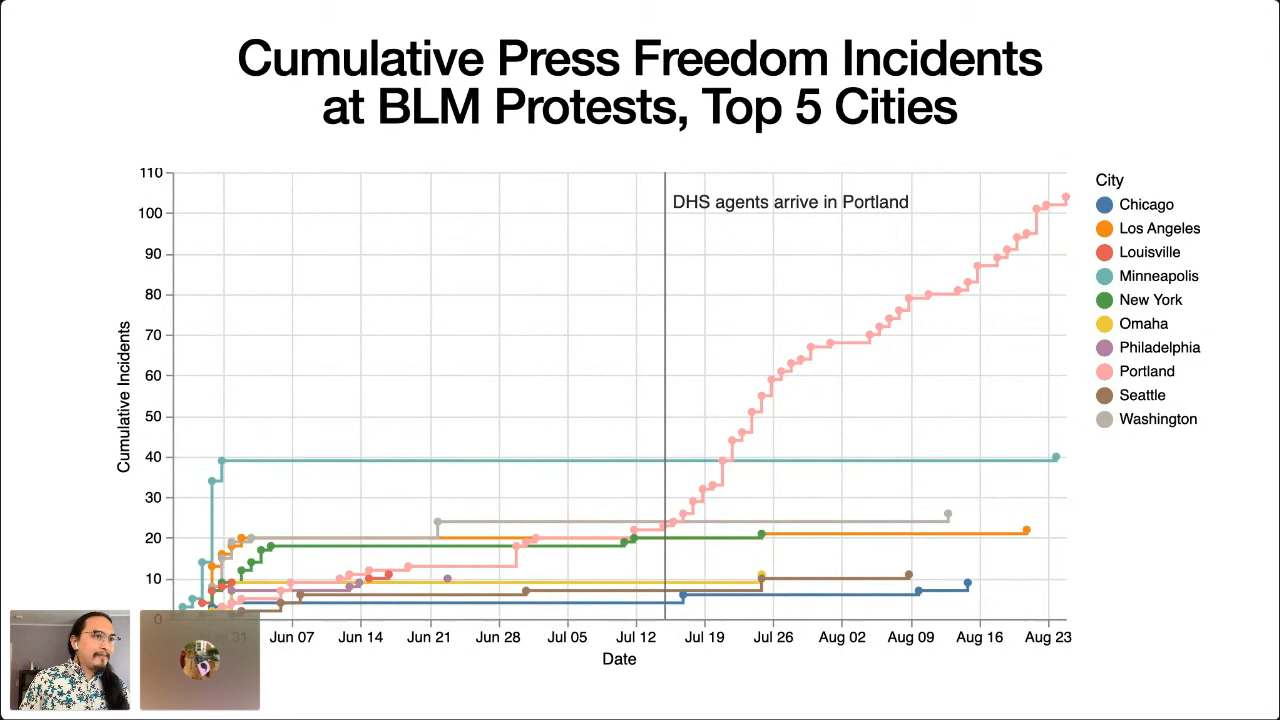 Cumulative Press Freedom Incidents
at BLM Protests, Top 5 Cities
110
100
90
80
70
60
50
40
30
20
10
0
Cumulative Incidents
DHS agents arrive in Portland
May 31 Jun 07 Jun 14 Jun 21 Jun 28 Jul 05 Jul 12 Jul 19 Jul 26 Aug 02 Aug 09 Aug 16 Aug 23
Date
City
Chicago
Los Angeles
Louisville
Minneapolis
New York
Omaha
Philadelphia
Portland
Seattle
Washington